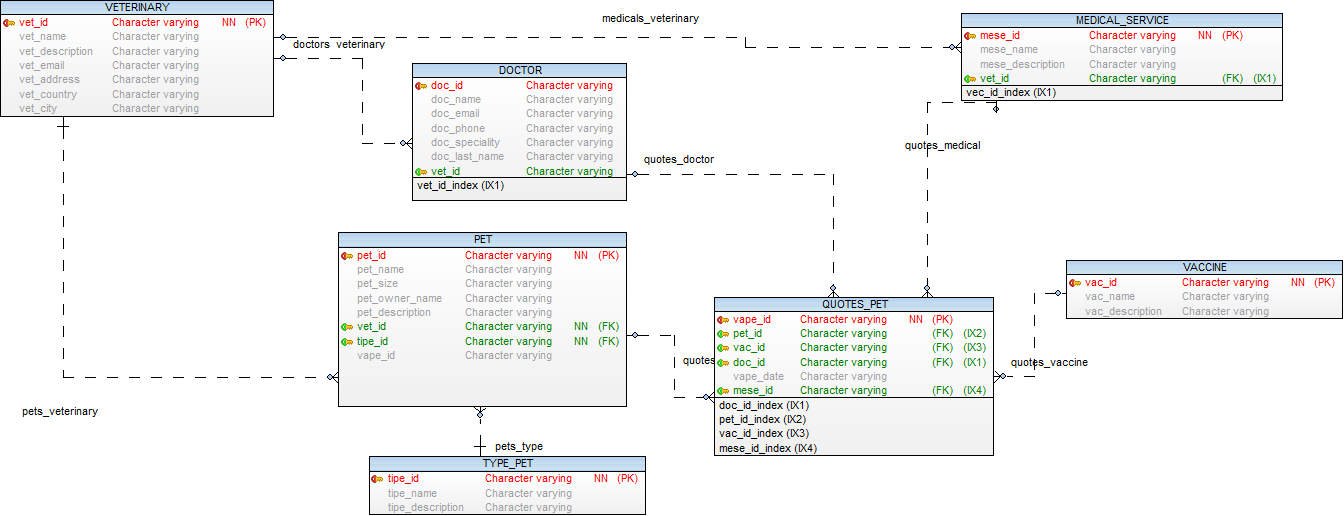 VETERINARY
vet_id Character varying NN (PK)
vet_name Character varying
vet_description Character varying
vet_email Character varying
vet_address Character varying
vet_country Character varying
vet_city Character varying
medicals_veterinary
doctors_veterinary
MEDICAL_SERVICE
mese_id Character varying NN (PK)
mese_name Character varying
mese_description Character varying
vet_id Character varying (FK) (IX1)
vec_id_index (IX1)
DOCTOR
doc_id Character varying
doc_name Character varying
doc_email Character varying
doc_phone Character varying
doc_speciality Character varying
doc_last_name Character varying
vet_id Character varying
vet_id_index (IX1)
quotes_doctor
quotes_medical
PET
pet_id Character varying NN (PK)
pet_name Character varying
pet_size Character varying
pet_owner_name Character varying
pet_description Character varying
vet_id Character varying NN (FK)
tipe_id Character varying NN (FK)
vape_id Character varying
VACCINE
vac_id Character varying NN (PK)
vac_name Character varying
vac_description Character varying
QUOTES_PET
vape_id Character varying NN (PK)
pet_id Character varying (FK) (IX2)
vac_id Character varying (FK) (IX3)
doc_id Character varying (FK) (IX1)
vape_date Character varying
mese_id Character varying (FK) (IX4)
doc_id_index (IX1)
pet_id_index (IX2)
vac_id_index (IX3)
mese_id_index (IX4)
quotes
quotes_vaccine
pets_veterinary
pets_type
TYPE_PET
tipe_id Character varying NN (PK)
tipe_name Character varying
tipe_description Character varying